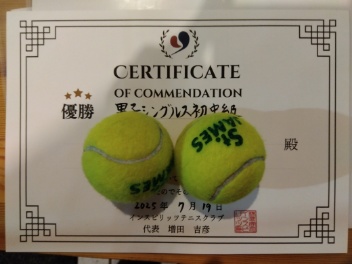 CERTIFICATE
OF COMMENDATION
優勝
男子シングルス初中級
殿
ST. JAMES
ST. JAMES
2025年7月19日
インスピリッツテニスクラブ
代表 増田 吉彦